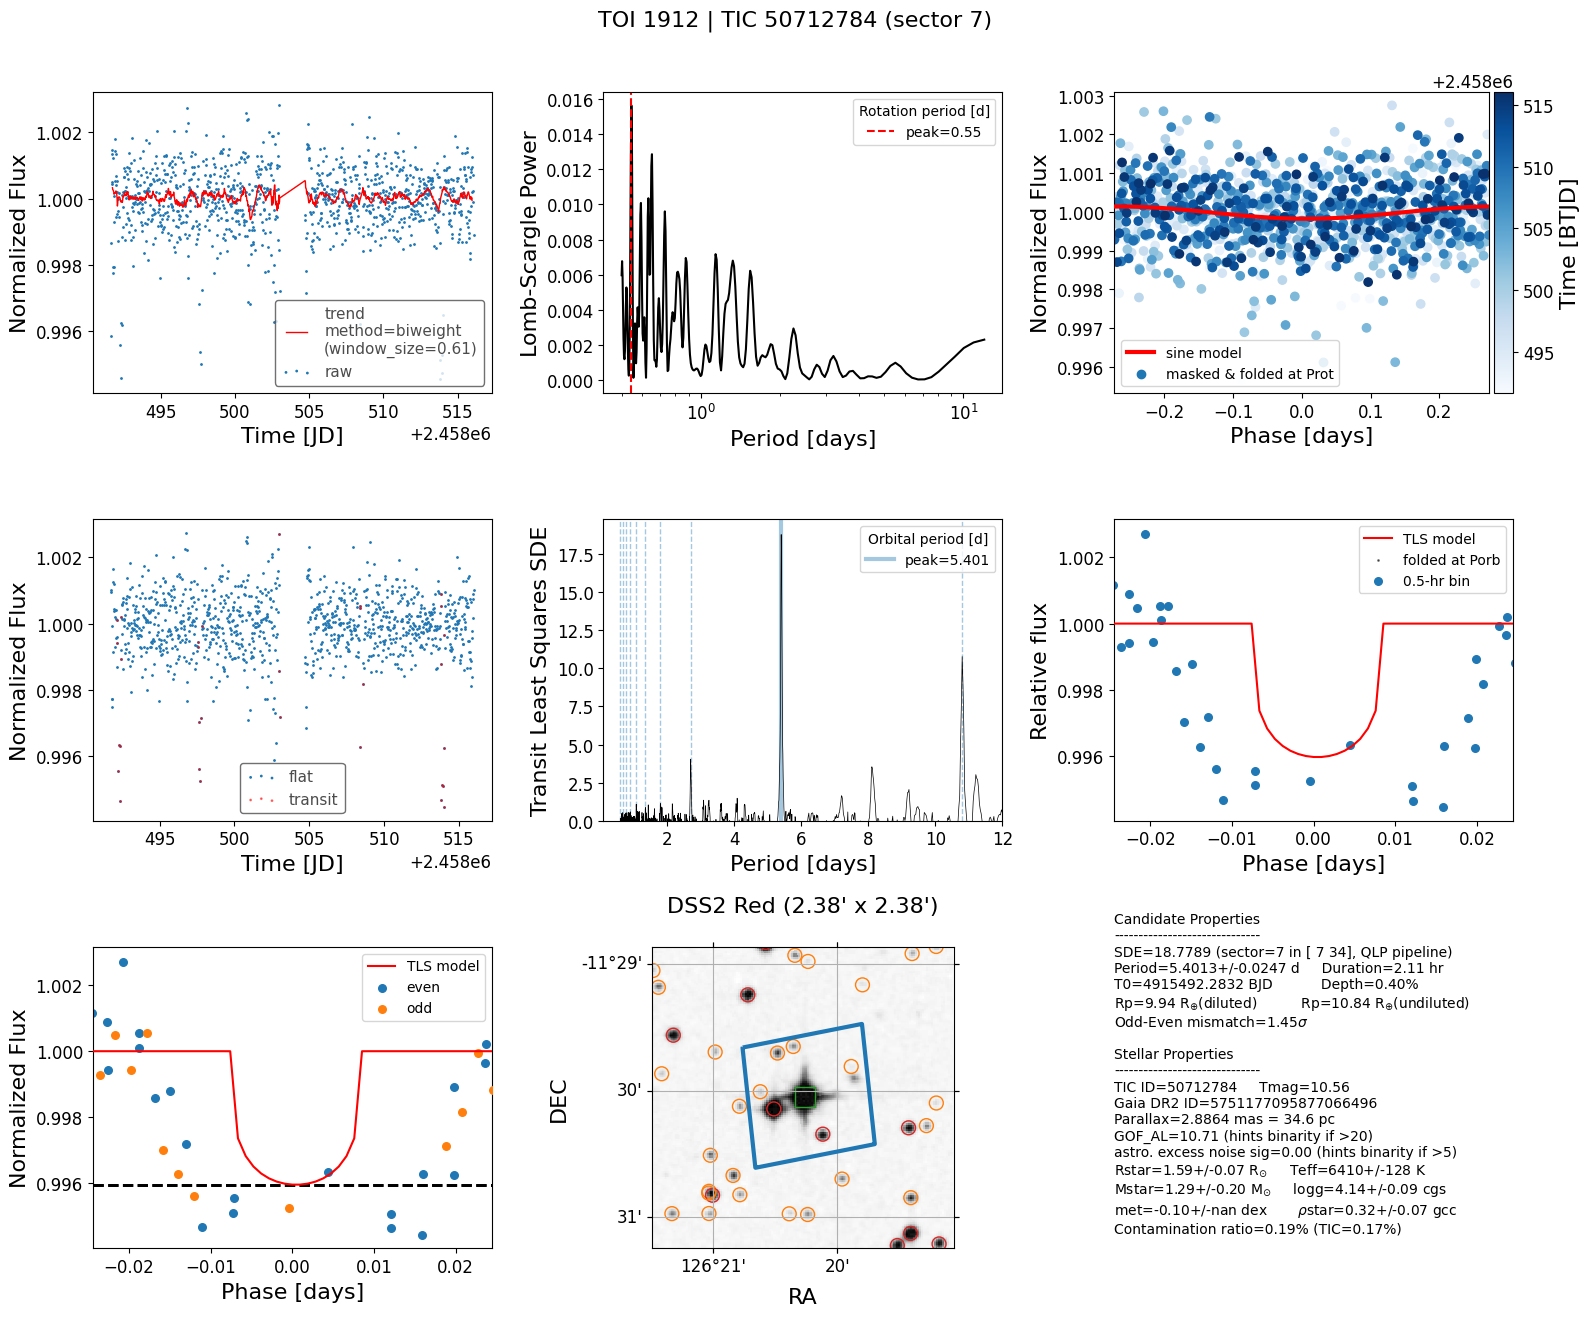 TOI 1912 | TIC 50712784 (sector 7)
Normalized Flux
1.002
1.000
0.998
0.996
trend
method=biweight
(window_size=0.61)
raw
495
500
505
510
515
Time [JD]
+2.458e6
Lomb-Scargle Power
0.016
0.014
0.012
0.010
0.008
0.006
0.004
0.002
0.000
Rotation period [d]
peak=0.55
10⁰
10¹
Period [days]
Normalized Flux
1.003
1.002
1.001
1.000
0.999
0.998
0.997
0.996
sine model
masked & folded at Prot
−0.2
−0.1
0.0
0.1
0.2
Phase [days]
+2.458e6
515
510
505
500
495
Time [BTJD]
Normalized Flux
1.002
1.000
0.998
0.996
flat
transit
495
500
505
510
515
Time [JD]
+2.458e6
Transit Least Squares SDE
17.5
15.0
12.5
10.0
7.5
5.0
2.5
0.0
Orbital period [d]
peak=5.401
2
4
6
8
10
12
Period [days]
Relative flux
1.002
1.000
0.998
0.996
TLS model
folded at Porb
0.5-hr bin
−0.02
−0.01
0.00
0.01
0.02
Phase [days]
Normalized Flux
1.002
1.000
0.998
0.996
TLS model
even
odd
−0.02
−0.01
0.00
0.01
0.02
Phase [days]
DSS2 Red (2.38' x 2.38')
DEC
-11°29'
30'
31'
126°21'
20'
RA
Candidate Properties
------------------------------
SDE=18.7789 (sector=7 in [ 7 34], QLP pipeline)
Period=5.4013+/-0.0247 d Duration=2.11 hr
T0=4915492.2832 BJD Depth=0.40%
Rp=9.94 R⊕(diluted) Rp=10.84 R⊕(undiluted)
Odd-Even mismatch=1.45σ
Stellar Properties
------------------------------
TIC ID=50712784 Tmag=10.56
Gaia DR2 ID=5751177095877066496
Parallax=2.8864 mas = 34.6 pc
GOF_AL=10.71 (hints binarity if >20)
astro. excess noise sig=0.00 (hints binarity if >5)
Rstar=1.59+/-0.07 R⊙ Teff=6410+/-128 K
Mstar=1.29+/-0.20 M⊙ logg=4.14+/-0.09 cgs
met=-0.10+/-nan dex ρstar=0.32+/-0.07 gcc
Contamination ratio=0.19% (TIC=0.17%)